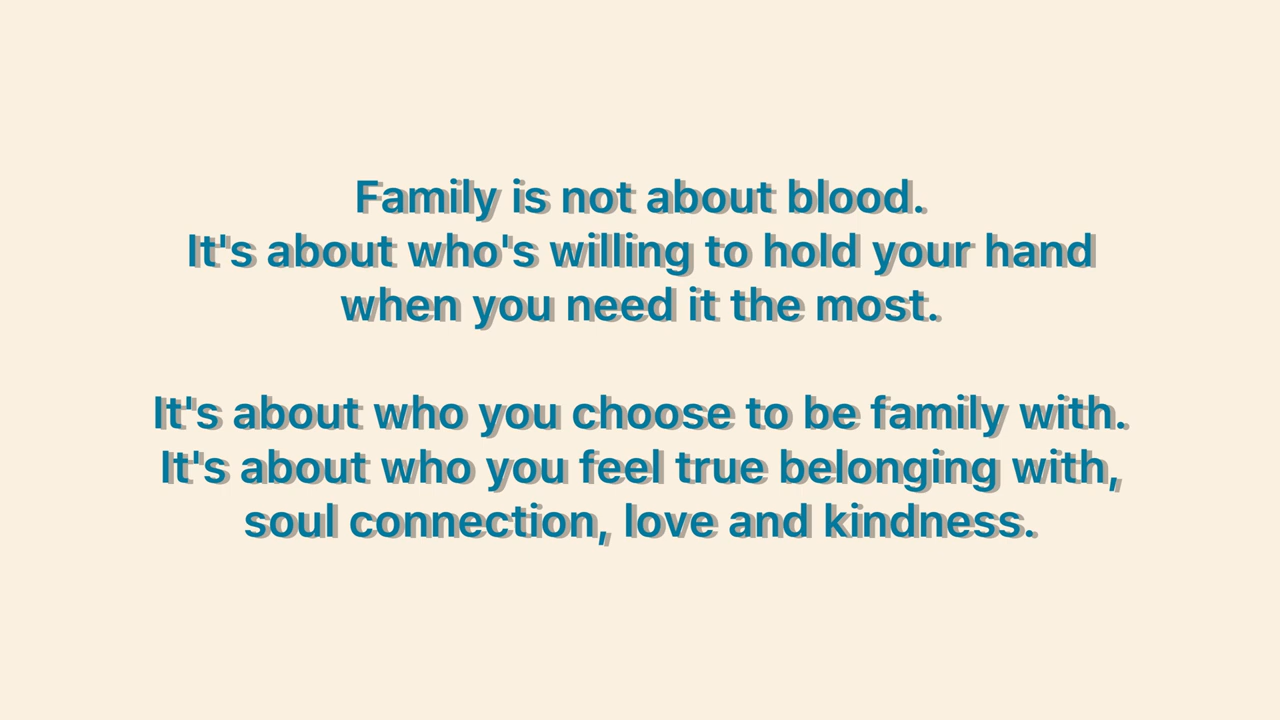 Family is not about blood.
It's about who's willing to hold your hand
when you need it the most.
It's about who you choose to be family with.
It's about who you feel true belonging with,
soul connection, love and kindness.